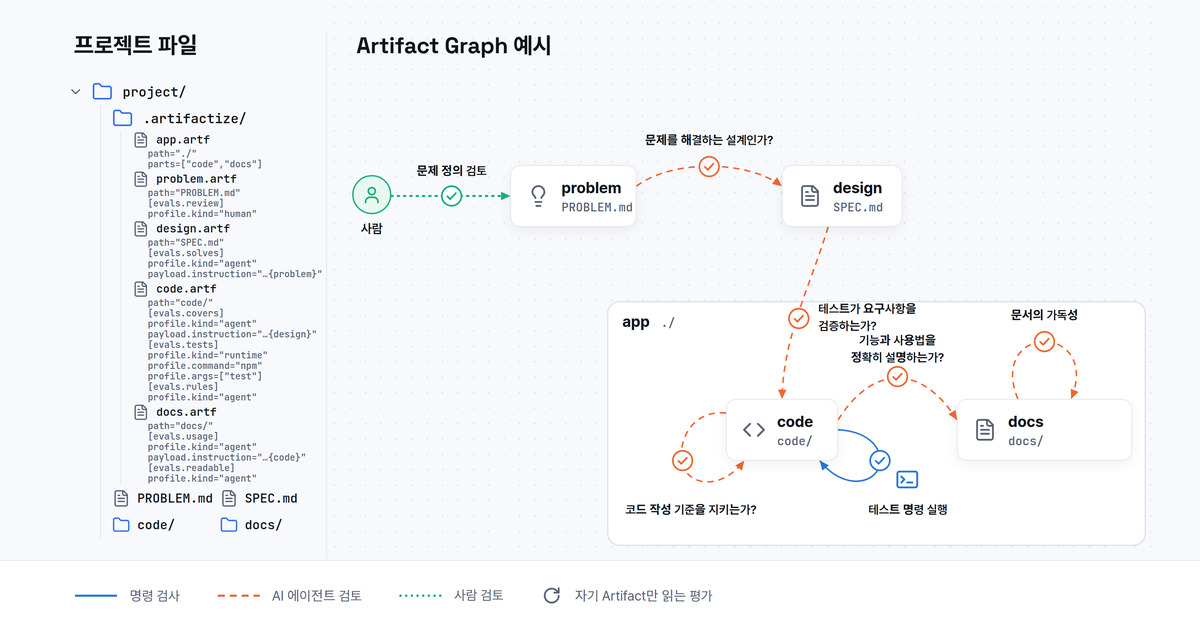 프로젝트 파일
project/
.artifactize/
app.artf
path="./"
parts=["code","docs"]
problem.artf
path="PROBLEM.md"
[evals.review]
profile.kind="human"
design.artf
path="SPEC.md"
[evals.solves]
profile.kind="agent"
payload.instruction="…{problem}"
code.artf
path="code/"
[evals.covers]
profile.kind="agent"
payload.instruction="…{design}"
[evals.tests]
profile.kind="runtime"
profile.command="npm"
profile.args=["test"]
[evals.rules]
profile.kind="agent"
docs.artf
path="docs/"
[evals.usage]
profile.kind="agent"
payload.instruction="…{code}"
[evals.readable]
profile.kind="agent"
PROBLEM.md SPEC.md
code/ docs/
Artifact Graph 예시
문제를 해결하는 설계인가?
문제 정의 검토
사람
problem
PROBLEM.md
design
SPEC.md
app ./
테스트가 요구사항을
검증하는가?
기능과 사용법을
정확히 설명하는가?
문서의 가독성
code
code/
docs
docs/
코드 작성 기준을 지키는가?
테스트 명령 실행
명령 검사
AI 에이전트 검토
사람 검토
자기 Artifact만 읽는 평가